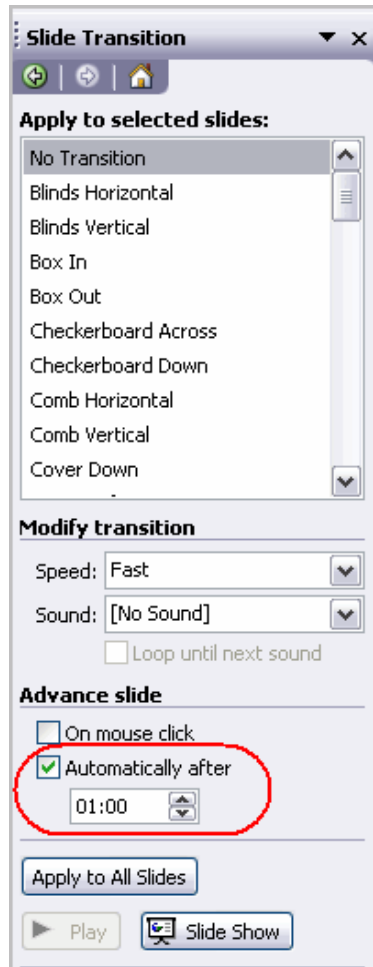 Slide Transition
Apply to selected slides:
No Transition
Blinds Horizontal
Blinds Vertical
Box In
Box Out
Checkerboard Across
Checkerboard Down
Comb Horizontal
Comb Vertical
Cover Down
Modify transition
Speed: Fast
Sound: [No Sound]
Loop until next sound
Advance slide
On mouse click
Automatically after
01:00
Apply to All Slides
Play Slide Show